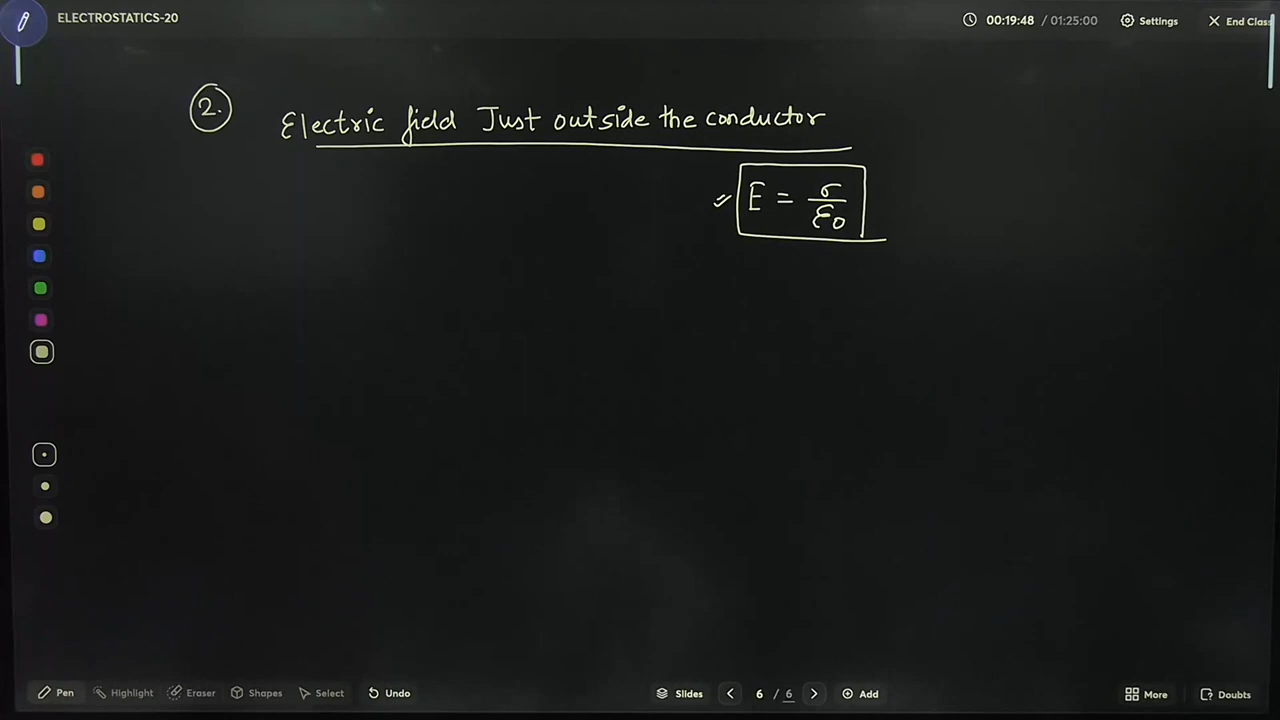 ELECTROSTATICS-20
00:19:48 / 01:25:00
Settings
End Class
2.
Electric field Just outside the conductor
E = σ/ε0
Pen
Highlight
Eraser
Shapes
Select
Undo
Slides
6 / 6
Add
More
Doubts